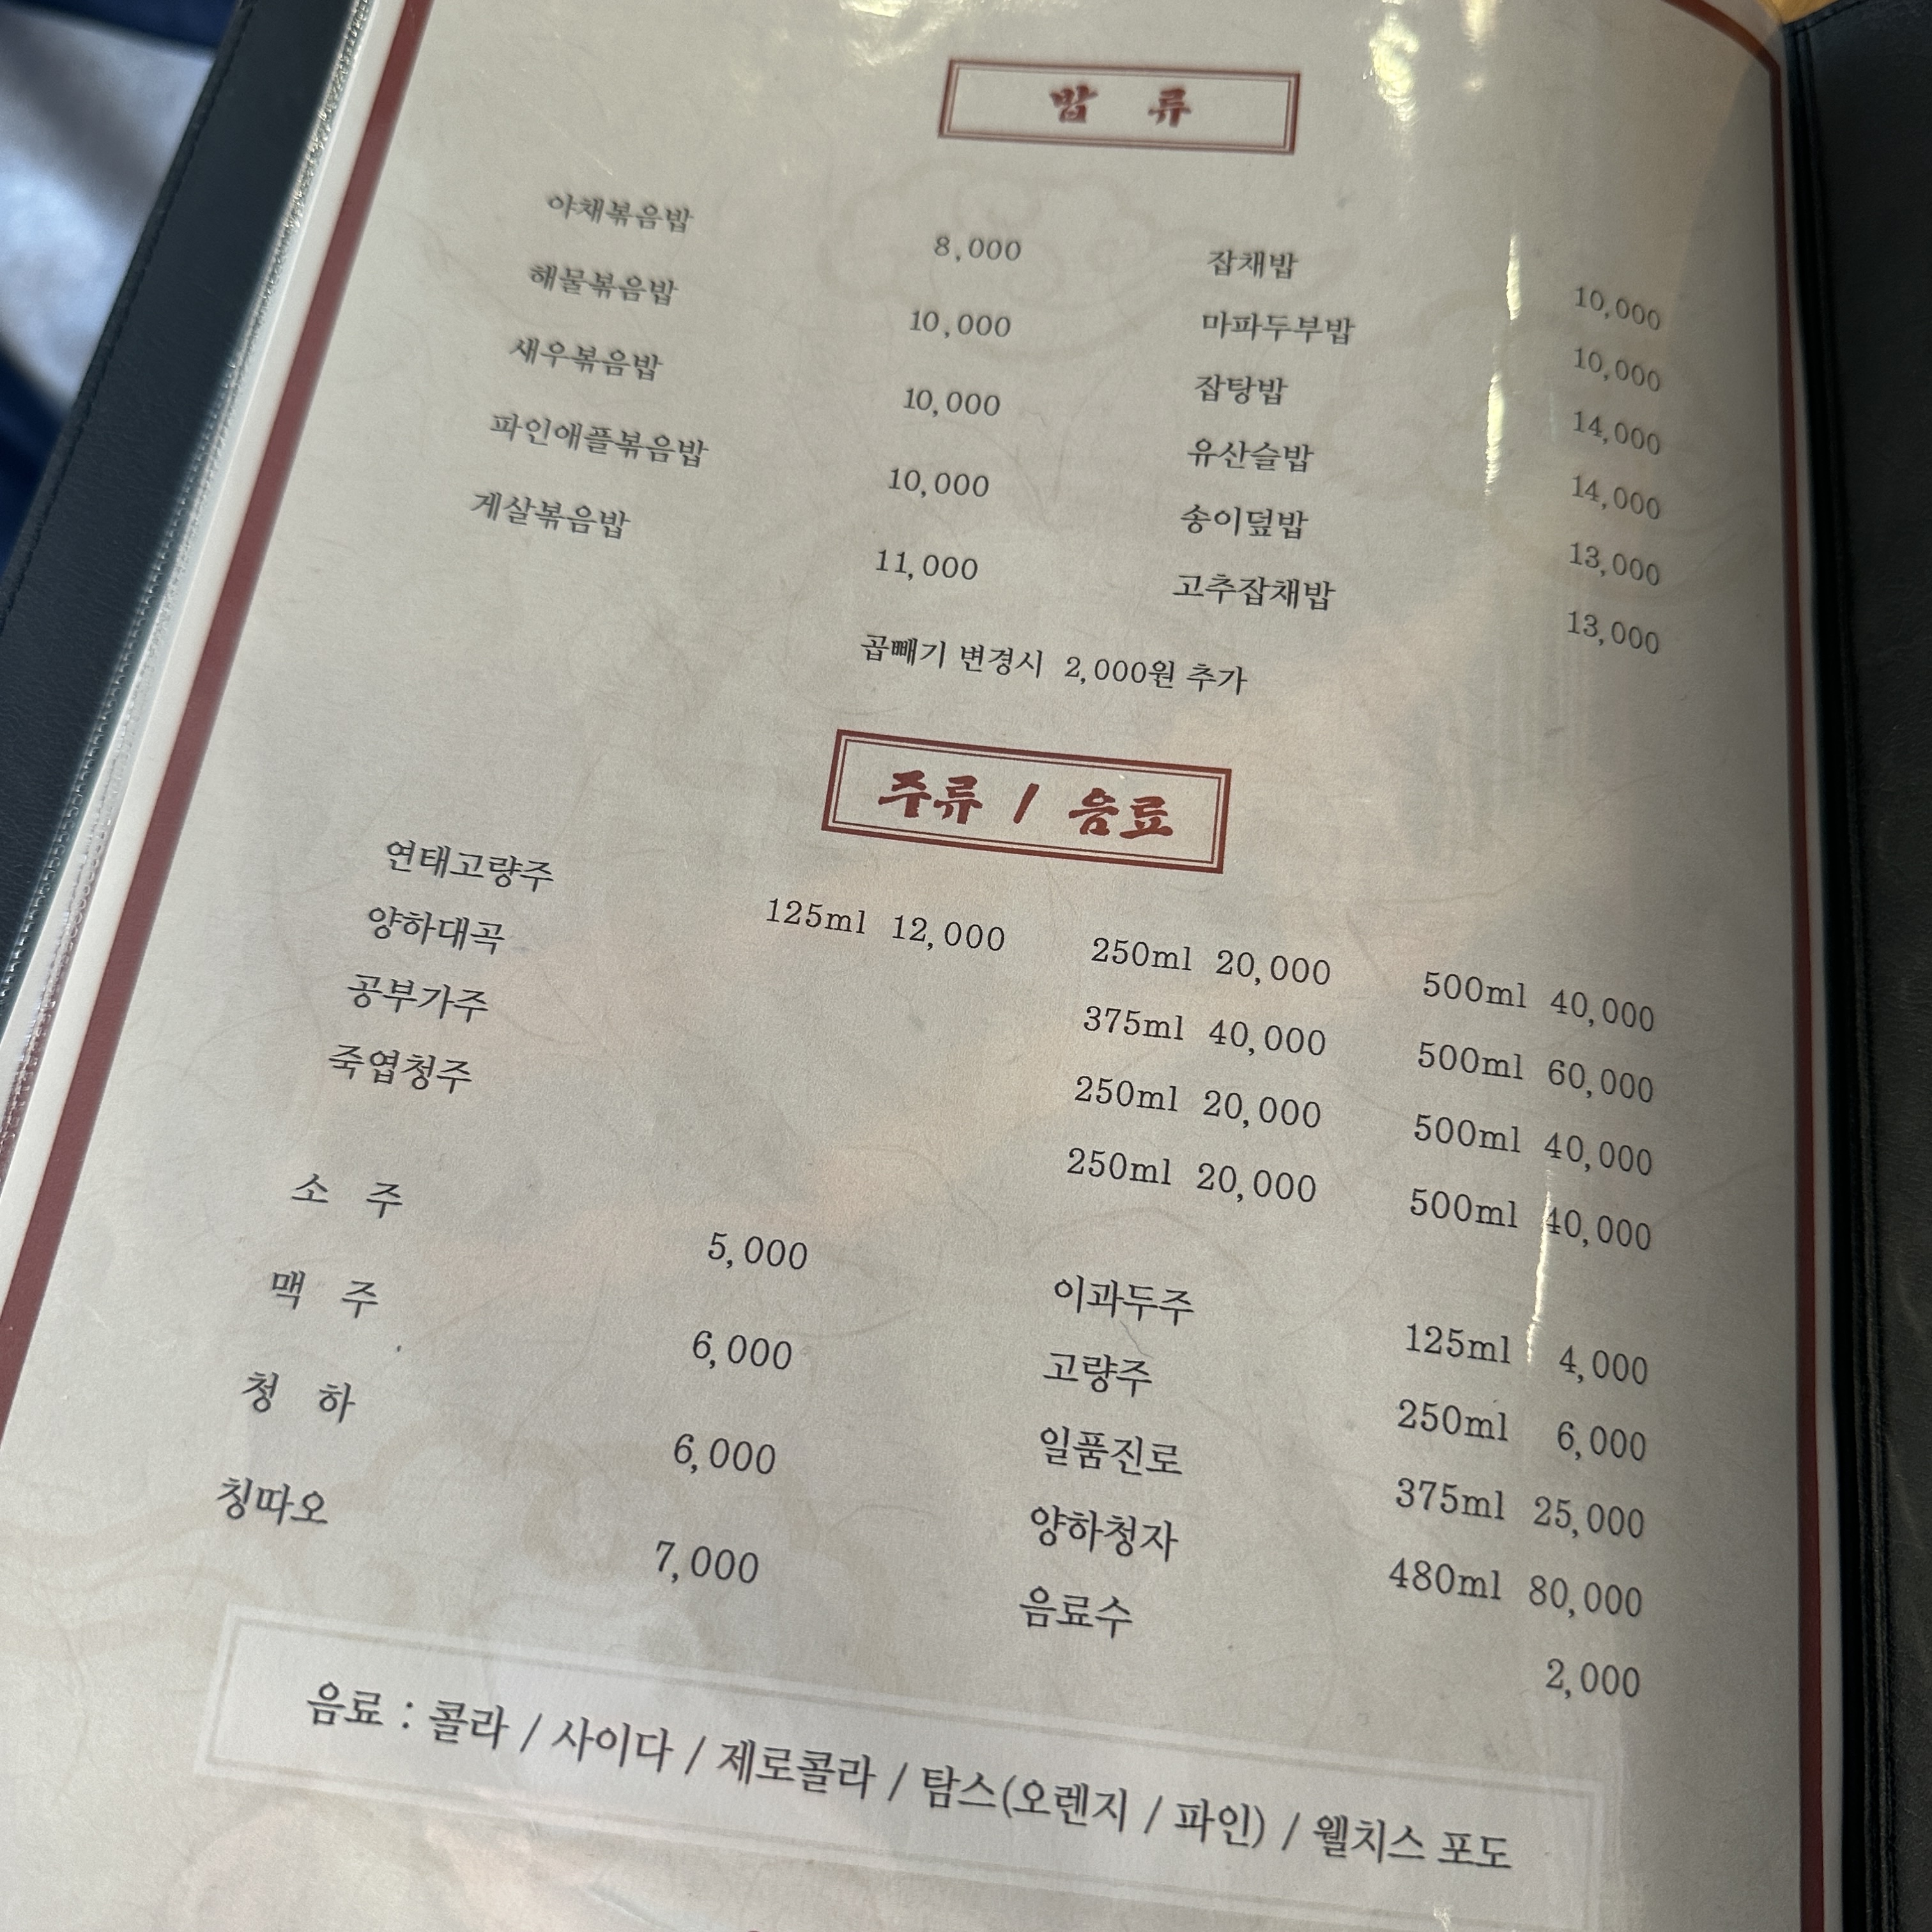 밥 류
야채볶음밥 8,000 잡채밥 10,000
해물볶음밥 10,000 마파두부밥 10,000
새우볶음밥 10,000 잡탕밥 14,000
파인애플볶음밥 10,000 유산슬밥 14,000
게살볶음밥 11,000 송이덮밥 13,000
고추잡채밥 13,000
곱빼기 변경시 2,000원 추가
주류 / 음료
연태고량주 125ml 12,000 250ml 20,000 500ml 40,000
양하대곡 375ml 40,000 500ml 60,000
공부가주 250ml 20,000 500ml 40,000
죽엽청주 250ml 20,000 500ml 40,000
소 주 5,000 이과두주 125ml 4,000
맥 주 6,000 고량주 250ml 6,000
청 하 6,000 일품진로 375ml 25,000
칭따오 7,000 양하청자 480ml 80,000
음료수 2,000
음료 : 콜라 / 사이다 / 제로콜라 / 탐스(오렌지 / 파인) / 웰치스 포도